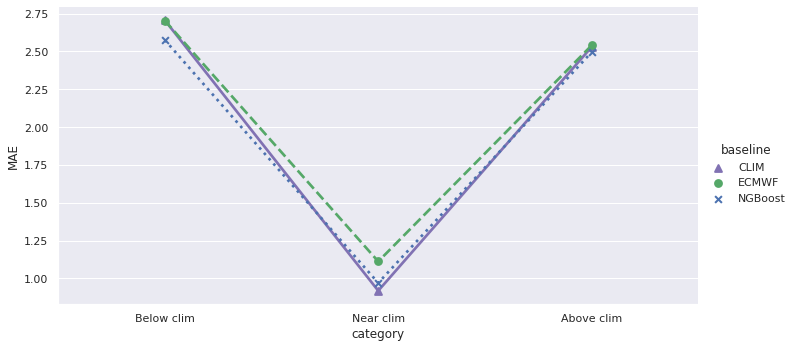 2.75
2.50
2.25
2.00
1.75
1.50
1.25
1.00
MAE
Below clim
Near clim
Above clim
category
baseline
CLIM
ECMWF
NGBoost